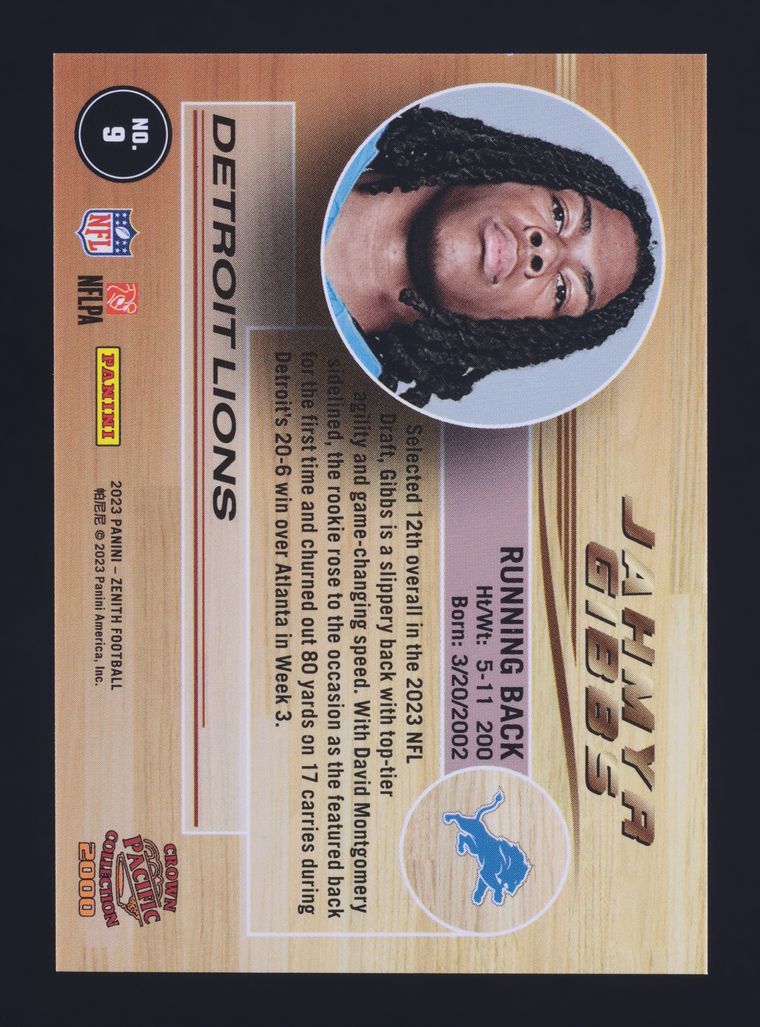 JAHMYR
GIBBS
RUNNING BACK
Ht/Wt: 5-11 200
Born: 3/20/2002
Selected 12th overall in the 2023 NFL
Draft, Gibbs is a slippery back with top-tier
agility and game-changing speed. With David Montgomery
sidelined, the rookie rose to the occasion as the featured back
for the first time and churned out 80 yards on 17 carries during
Detroit's 20-6 win over Atlanta in Week 3.
DETROIT LIONS
NO.
9
NFL
NFLPA
PANINI
2023 PANINI – ZENITH FOOTBALL
帕尼尼 © 2023 Panini America, Inc.
CROWN
PACIFIC
COLLECTION
2000